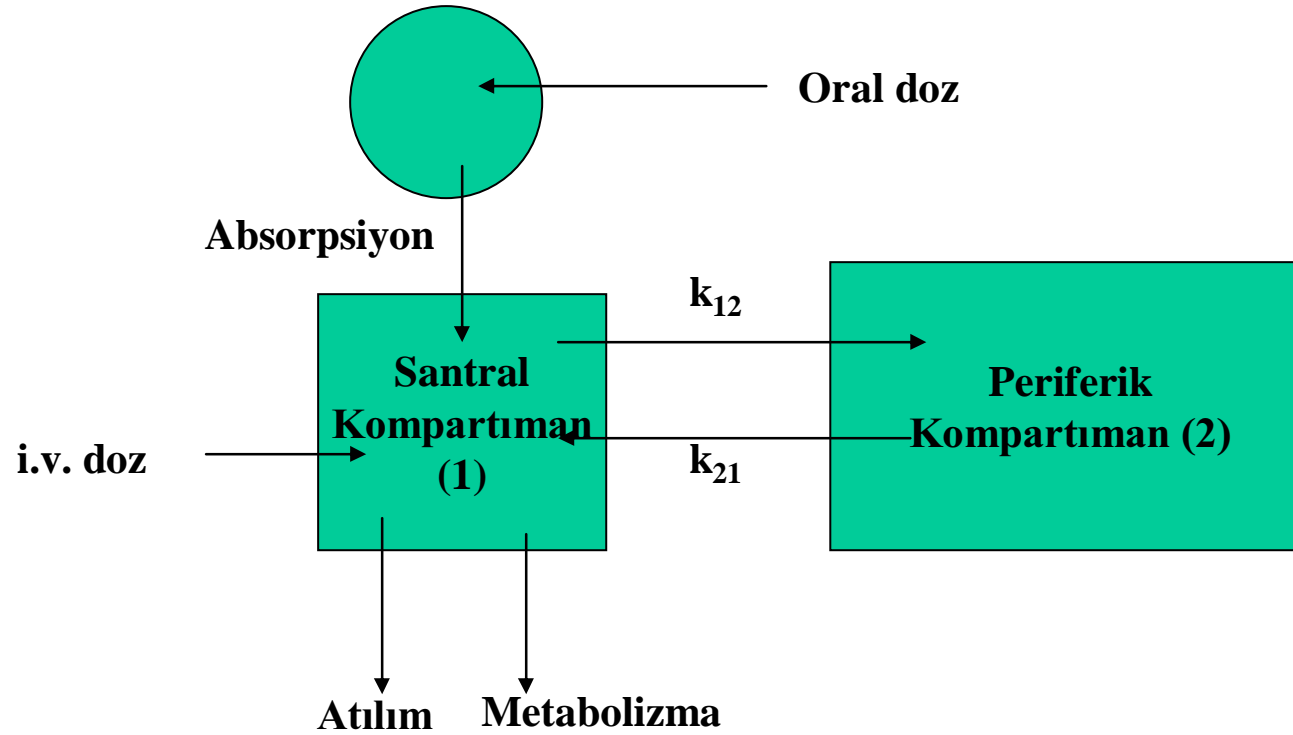 Oral doz
Absorpsiyon
k12
Santral
Kompartıman
(1)
Periferik
Kompartıman (2)
i.v. doz
k21
Atılım
Metabolizma